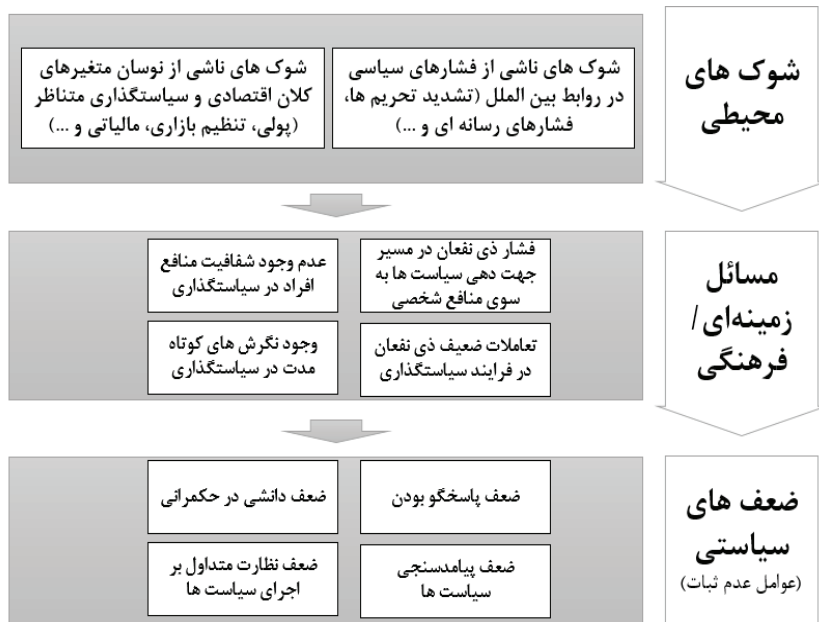 شوک های
محیطی
شوک های ناشی از فشارهای سیاسی
در روابط بین الملل (تشدید تحریم ها،
فشارهای رسانه ای و ...)
شوک های ناشی از نوسان متغیرهای
کلان اقتصادی و سیاستگذاری متناظر
(پولی، تنظیم بازاری، مالیاتی و ...)
مسائل
زمینه‌ای/
فرهنگی
فشار ذی نفعان در مسیر
جهت دهی سیاست ها به
سوی منافع شخصی
عدم وجود شفافیت منافع
افراد در سیاستگذاری
تعاملات ضعیف ذی نفعان
در فرایند سیاستگذاری
وجود نگرش های کوتاه
مدت در سیاستگذاری
ضعف های
سیاستی
(عوامل عدم ثبات)
ضعف پاسخگو بودن
ضعف دانشی در حکمرانی
ضعف پیامدسنجی
سیاست ها
ضعف نظارت متداول بر
اجرای سیاست ها